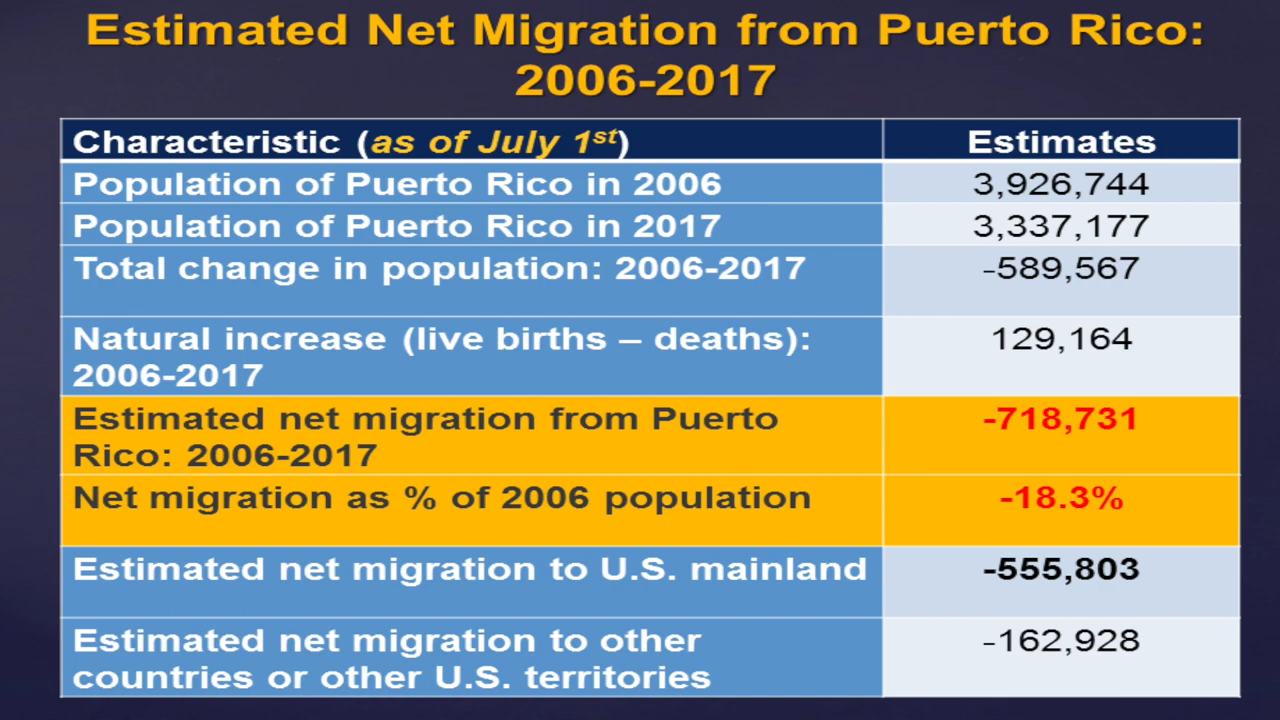 Estimated Net Migration from Puerto Rico:
2006-2017
Characteristic (as of July 1st) Estimates
Population of Puerto Rico in 2006 3,926,744
Population of Puerto Rico in 2017 3,337,177
Total change in population: 2006-2017 -589,567
Natural increase (live births – deaths): 129,164
2006-2017
Estimated net migration from Puerto -718,731
Rico: 2006-2017
Net migration as % of 2006 population -18.3%
Estimated net migration to U.S. mainland -555,803
Estimated net migration to other -162,928
countries or other U.S. territories